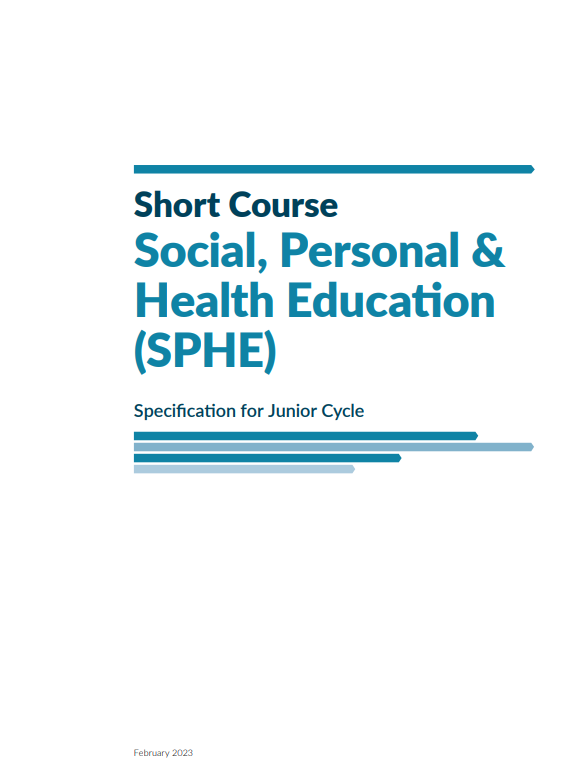 Short Course
Social, Personal &
Health Education
(SPHE)
Specification for Junior Cycle
February 2023